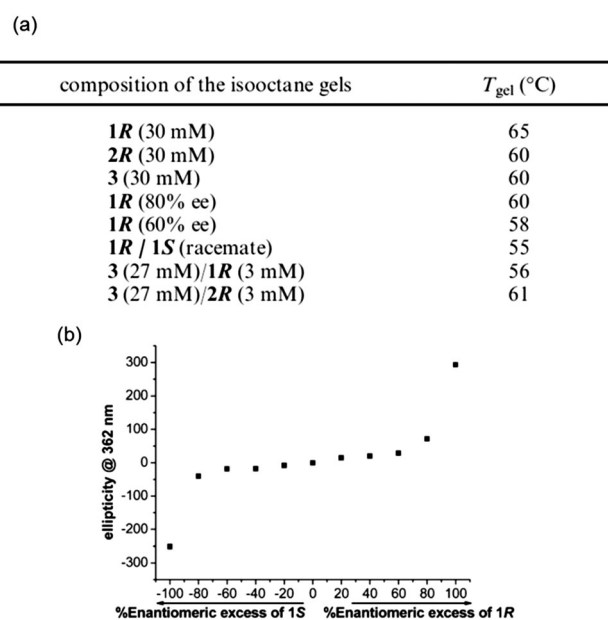 (a)
composition of the isooctane gels T_gel (°C)
1R (30 mM) 65
2R (30 mM) 60
3 (30 mM) 60
1R (80% ee) 60
1R (60% ee) 58
1R / 1S (racemate) 55
3 (27 mM)/1R (3 mM) 56
3 (27 mM)/2R (3 mM) 61
(b)
ellipticity @ 362 nm
300
200
100
0
-100
-200
-300
-100 -80 -60 -40 -20 0 20 40 60 80 100
%Enantiomeric excess of 1S %Enantiomeric excess of 1R